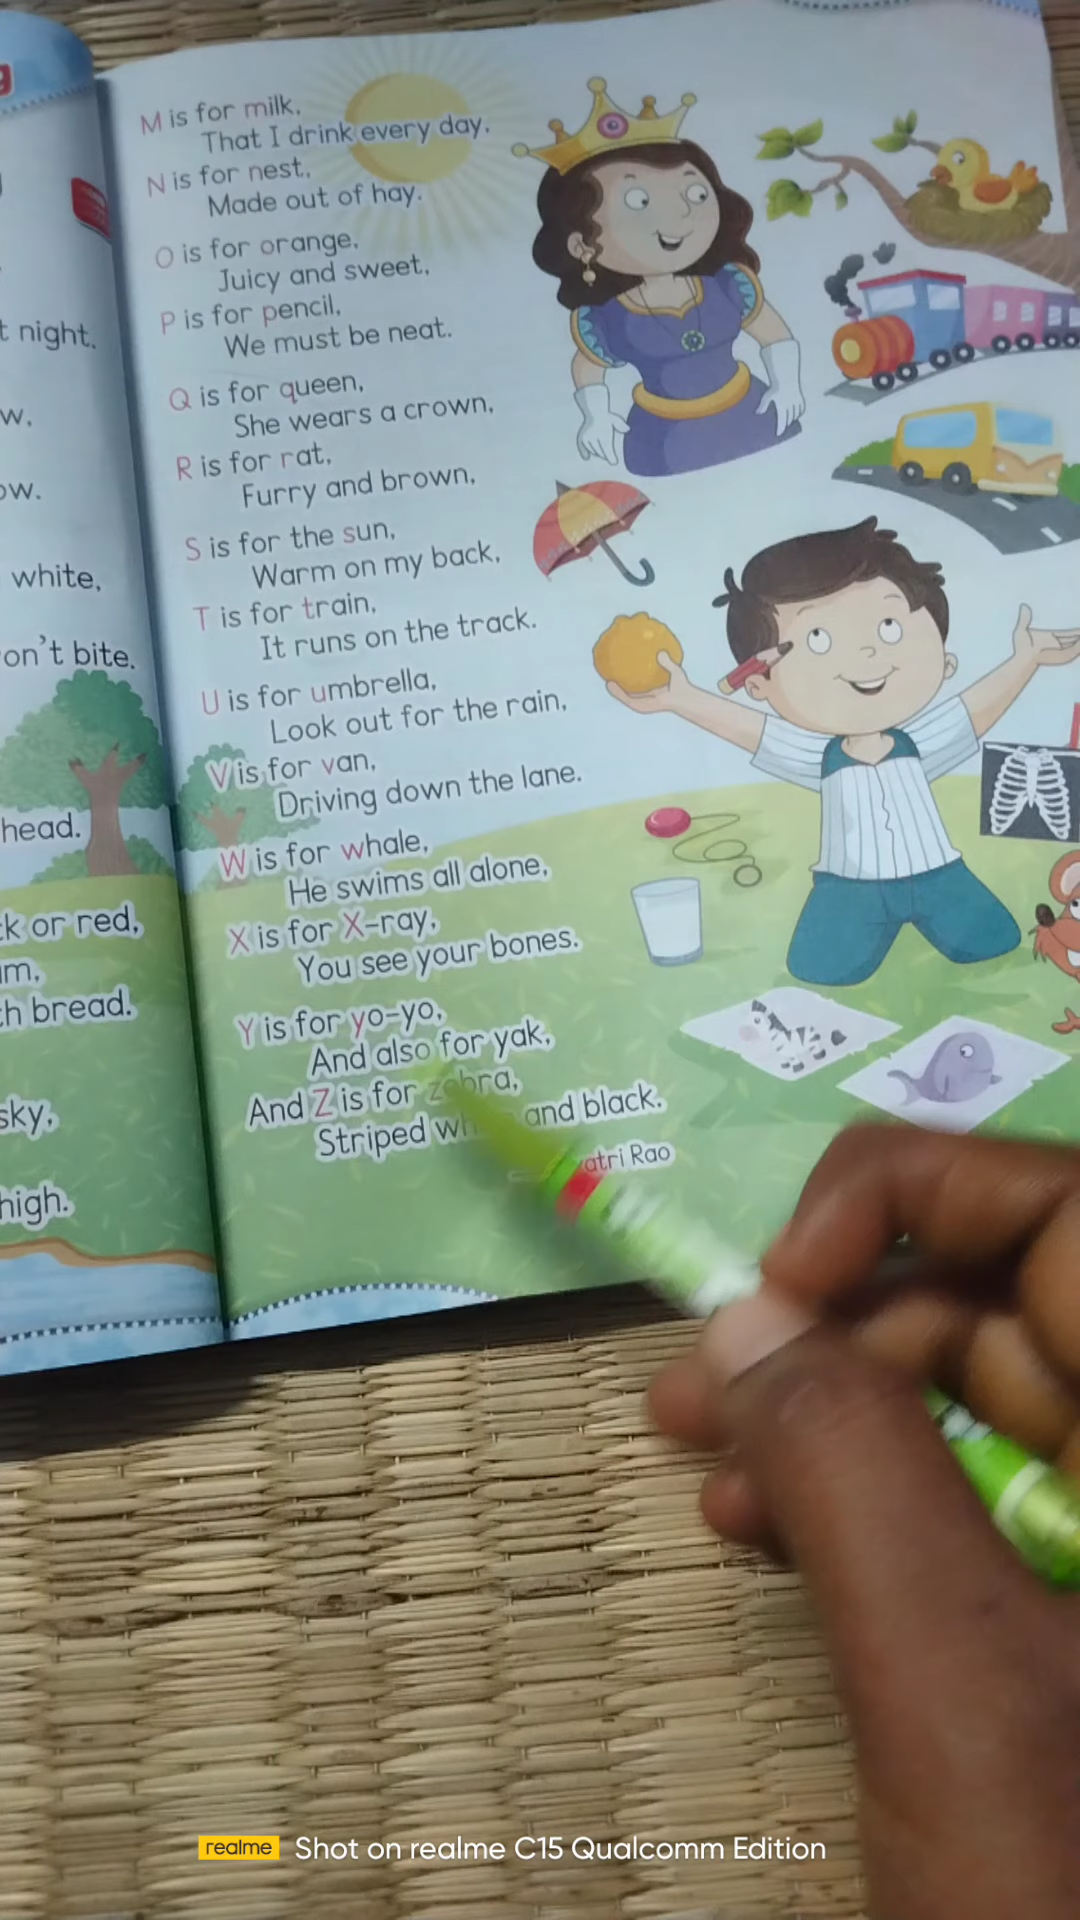 g
t night.
w.
ow.
white,
on't bite.
head.
ck or red,
am,
th bread.
sky,
high.
M is for milk,
That I drink every day.
N is for nest,
Made out of hay.
O is for orange,
Juicy and sweet,
P is for pencil,
We must be neat.
Q is for queen,
She wears a crown,
R is for rat,
Furry and brown,
S is for the sun,
Warm on my back,
T is for train,
It runs on the track.
U is for umbrella,
Look out for the rain,
V is for van,
Driving down the lane.
W is for whale,
He swims all alone,
X is for X-ray,
You see your bones.
Y is for yo-yo,
And also for yak,
And Z is for zebra,
Striped and black.
atri Rao
realme Shot on realme C15 Qualcomm Edition